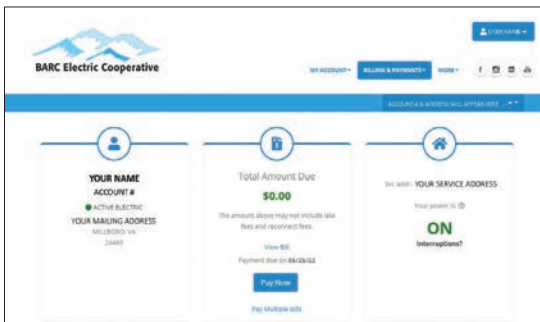 USER NAME
BARC Electric Cooperative
MY ACCOUNT
BILLING & PAYMENTS
MORE
ACCOUNT # & ADDRESS WILL APPEAR HERE
YOUR NAME
ACCOUNT #
ACTIVE ELECTRIC
YOUR MAILING ADDRESS
MILLBORO, VA
24460
Total Amount Due
$0.00
The amount above may not include late
fees and reconnect fees.
View Bill
Payment due on 05/25/22
Pay Now
Pay Multiple Bills
Svc addr: YOUR SERVICE ADDRESS
Your power is
ON
Interruptions?